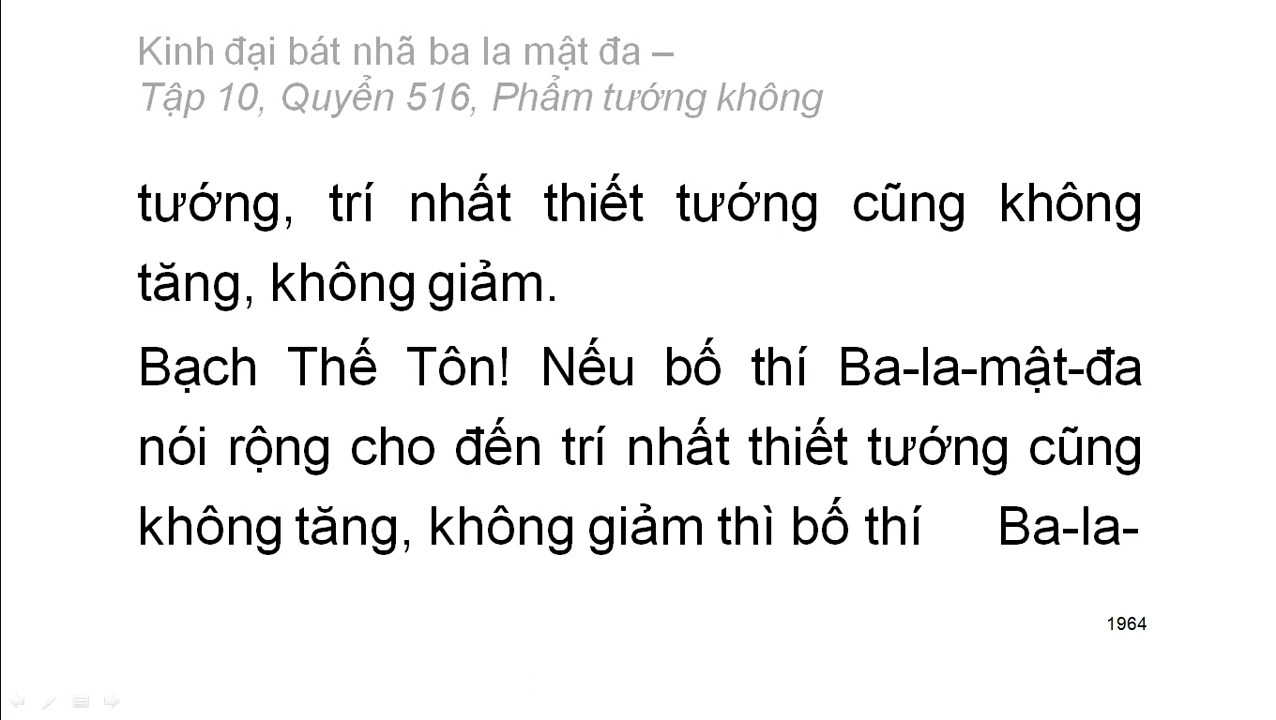 Kinh đại bát nhã ba la mật đa –
Tập 10, Quyển 516, Phẩm tướng không
tướng, trí nhất thiết tướng cũng không
tăng, không giảm.
Bạch Thế Tôn! Nếu bố thí Ba-la-mật-đa
nói rộng cho đến trí nhất thiết tướng cũng
không tăng, không giảm thì bố thí Ba-la-
1964